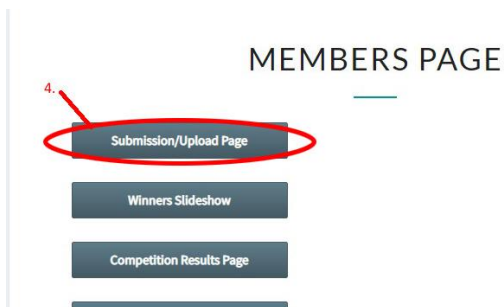 MEMBERS PAGE
4.
Submission/Upload Page
Winners Slideshow
Competition Results Page